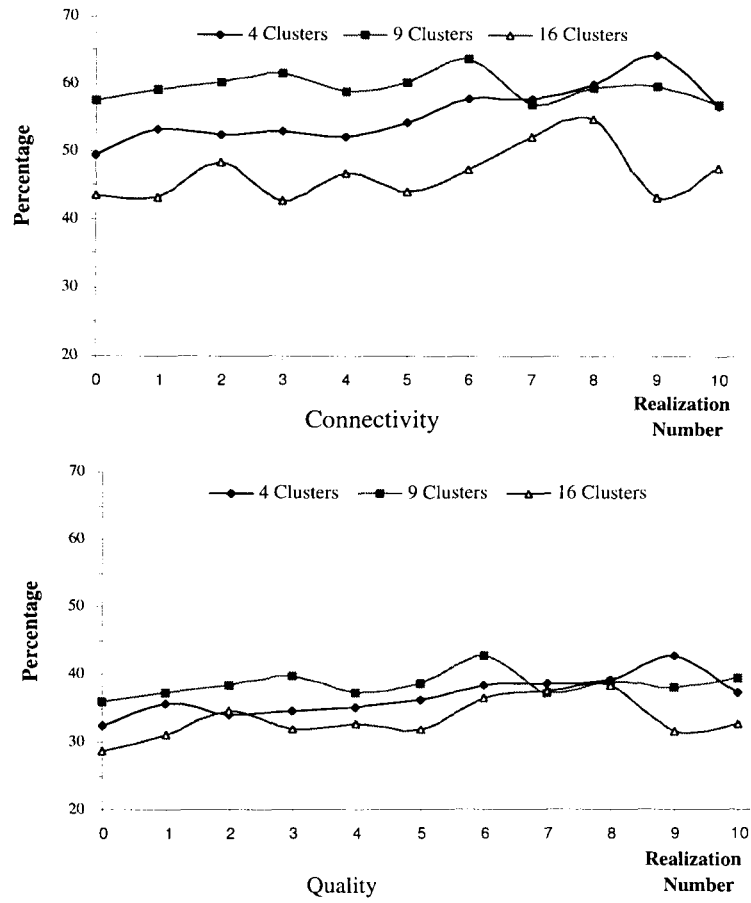 70
4 Clusters 9 Clusters 16 Clusters
60
50
Percentage
40
30
20
0 1 2 3 4 5 6 7 8 9 10
Connectivity
Realization
Number
70
4 Clusters 9 Clusters 16 Clusters
60
50
Percentage
40
30
20
0 1 2 3 4 5 6 7 8 9 10
Quality
Realization
Number